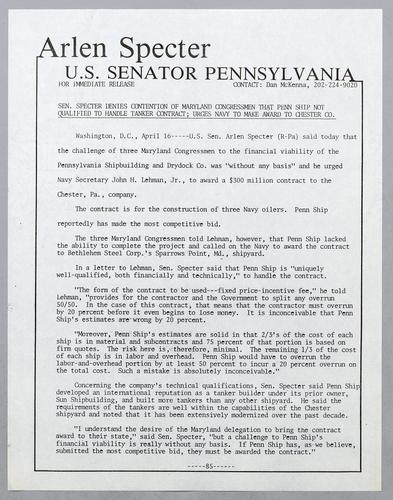 Arlen Specter
U.S. SENATOR PENNSYLVANIA
FOR IMMEDIATE RELEASE CONTACT: Dan McKenna, 202-224-9020
SEN. SPECTER DENIES CONTENTION OF MARYLAND CONGRESSMEN THAT PENN SHIP NOT
QUALIFIED TO HANDLE TANKER CONTRACT; URGES NAVY TO MAKE AWARD TO CHESTER CO.
Washington, D.C., April 16-----U.S. Sen. Arlen Specter (R-Pa) said today that
the challenge of three Maryland Congressmen to the financial viability of the
Pennsylvania Shipbuilding and Drydock Co. was "without any basis" and he urged
Navy Secretary John H. Lehman, Jr., to award a $300 million contract to the
Chester, Pa., company.
The contract is for the construction of three Navy oilers. Penn Ship
reportedly has made the most competitive bid.
The three Maryland Congressmen told Lehman, however, that Penn Ship lacked
the ability to complete the project and called on the Navy to award the contract
to Bethlehem Steel Corp.'s Sparrows Point, Md., shipyard.
In a letter to Lehman, Sen. Specter said that Penn Ship is "uniquely
well-qualified, both financially and technically," to handle the contract.
"The form of the contract to be used---fixed price-incentive fee," he told
Lehman, "provides for the contractor and the Government to split any overrun
50/50. In the case of this contract, that means that the contractor must overrun
by 20 percent before it even begins to lose money. It is inconceivable that Penn
Ship's estimates are wrong by 20 percent.
"Moreover, Penn Ship's estimates are solid in that 2/3's of the cost of each
ship is in material and subcontracts and 75 percent of that portion is based on
firm quotes. The risk here is, therefore, minimal. The remaining 1/3 of the cost
of each ship is in labor and overhead. Penn Ship would have to overrun the
labor-and-overhead portion by at least 50 percent to incur a 20 percent overrun on
the total cost. Such a mistake is absolutely inconceivable."
Concerning the company's technical qualifications, Sen. Specter said Penn Ship
developed an international reputation as a tanker builder under its prior owner,
Sun Shipbuilding, and built more tankers than any other shipyard. He said the
requirements of the tankers are well within the capabilities of the Chester
shipyard and noted that it has been extensively modernized over the past decade.
"I understand the desire of the Maryland delegation to bring the contract
award to their state," said Sen. Specter, "but a challenge to Penn Ship's
financial viability is really without any basis. If Penn Ship has, as we believe,
submitted the most competitive bid, they must be awarded the contract."
-----85------